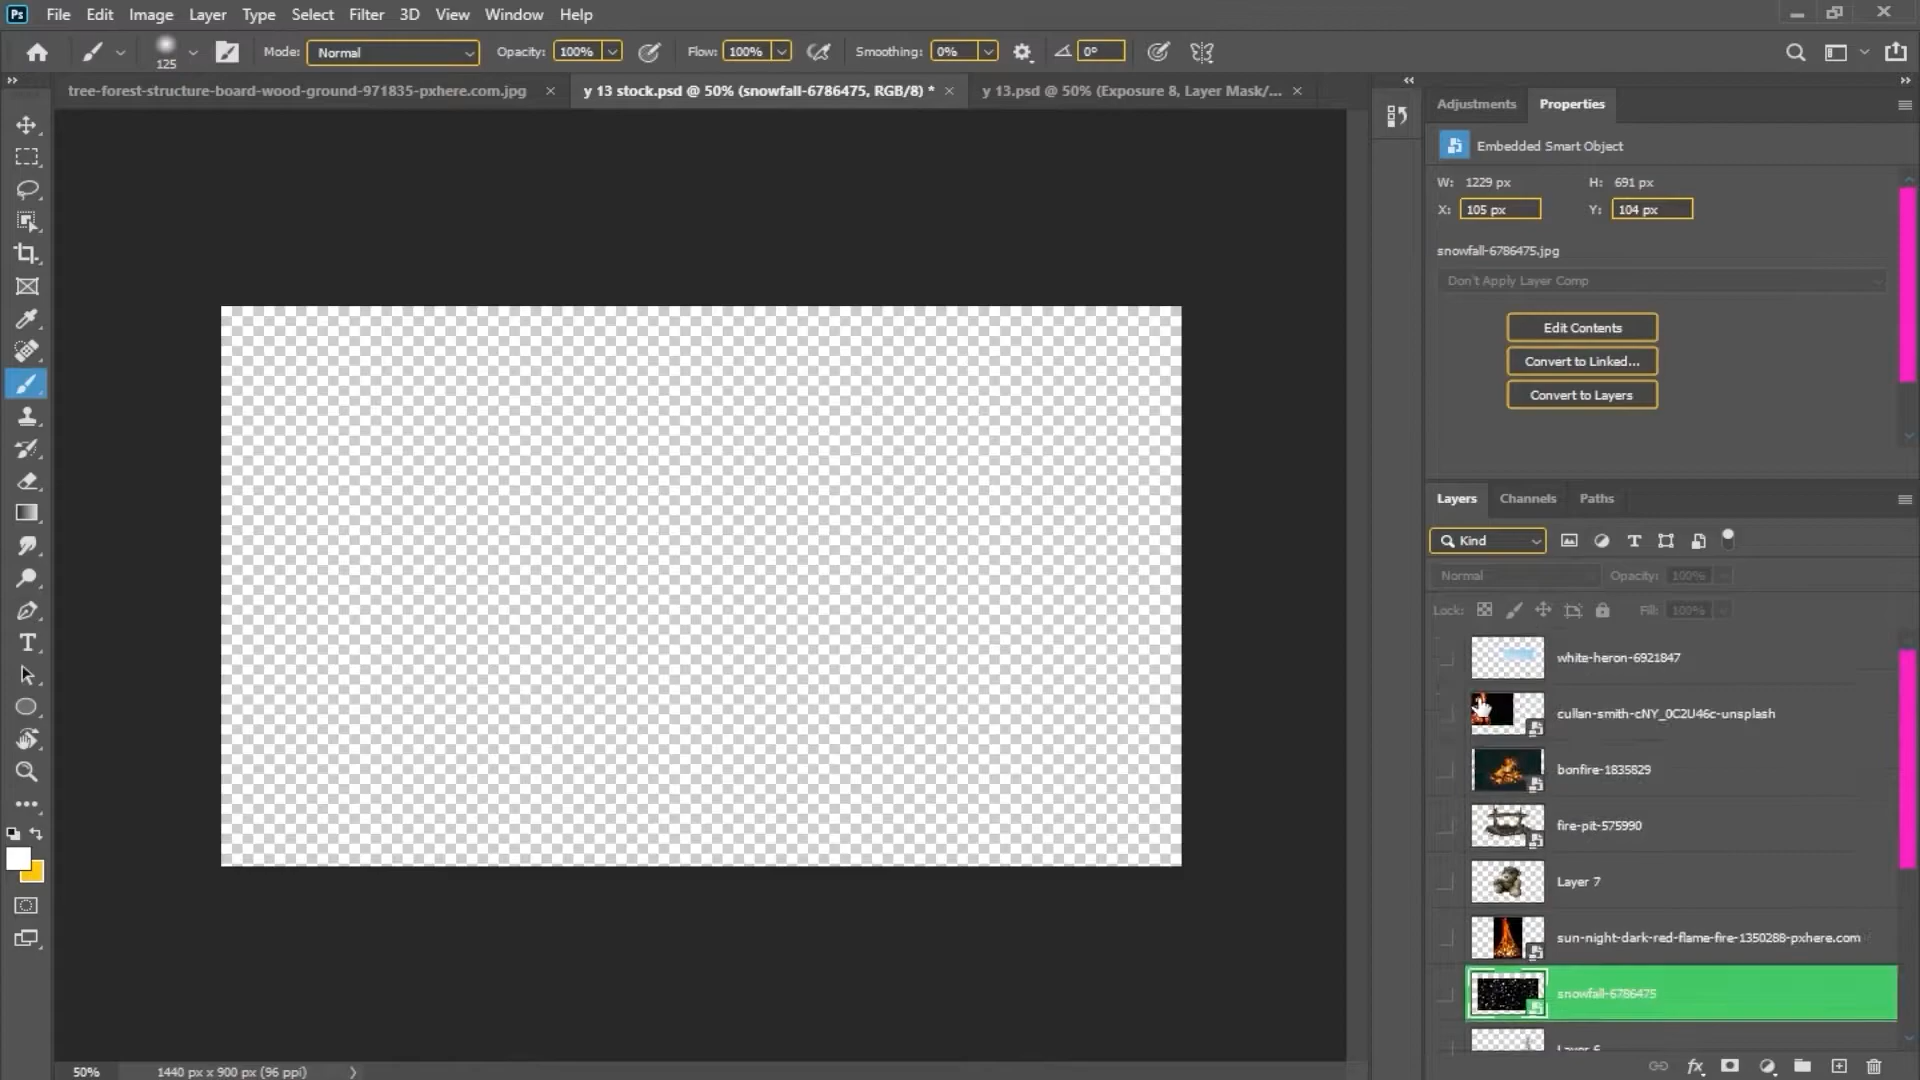 Ps File Edit Image Layer Type Select Filter 3D View Window Help
125 Mode: Normal Opacity: 100% Flow: 100% Smoothing: 0% 0°
tree-forest-structure-board-wood-ground-971835-pxhere.com.jpg × y 13 stock.psd @ 50% (snowfall-6786475, RGB/8) * × y 13.psd @ 50% (Exposure 8, Layer Mask/... ×
Adjustments Properties
Embedded Smart Object
W: 1229 px H: 691 px
X: 105 px Y: 104 px
snowfall-6786475.jpg
Don't Apply Layer Comp
Edit Contents
Convert to Linked...
Convert to Layers
Layers Channels Paths
Kind
Normal Opacity: 100%
Lock: Fill: 100%
white-heron-6921847
cullan-smith-cNY_0C2U46c-unsplash
bonfire-1835829
fire-pit-575990
Layer 7
sun-night-dark-red-flame-fire-1350288-pxhere.com
snowfall-6786475
Layer 6
50% 1440 px x 900 px (96 ppi)